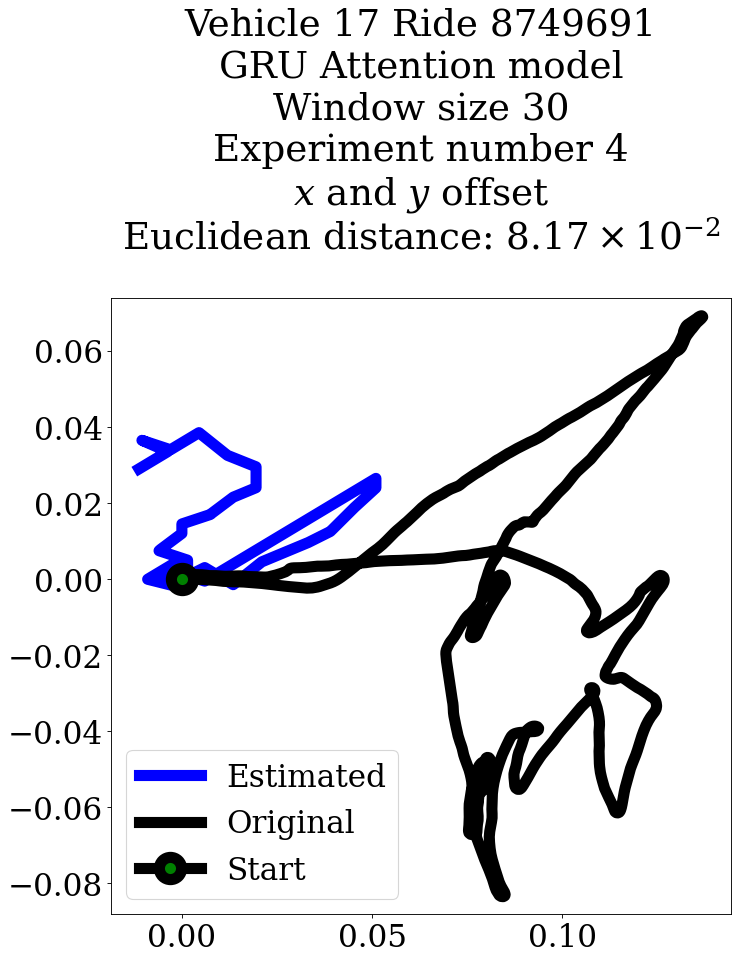 Vehicle 17 Ride 8749691
GRU Attention model
Window size 30
Experiment number 4
x and y offset
Euclidean distance: 8.17 × 10⁻²
0.06
0.04
0.02
0.00
−0.02
−0.04
−0.06
−0.08
Estimated
Original
Start
0.00 0.05 0.10